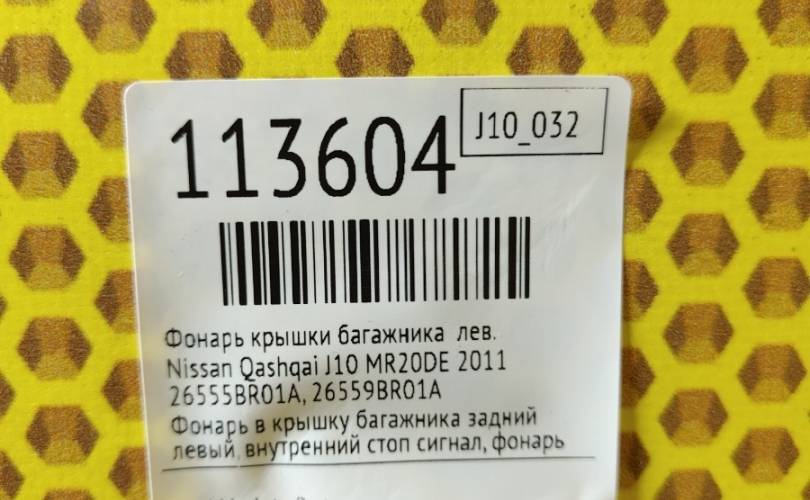 113604
J10_032
Фонарь крышки багажника лев.
Nissan Qashqai J10 MR20DE 2011
26555BR01A, 26559BR01A
Фонарь в крышку багажника задний
левый, внутренний стоп сигнал, фонарь